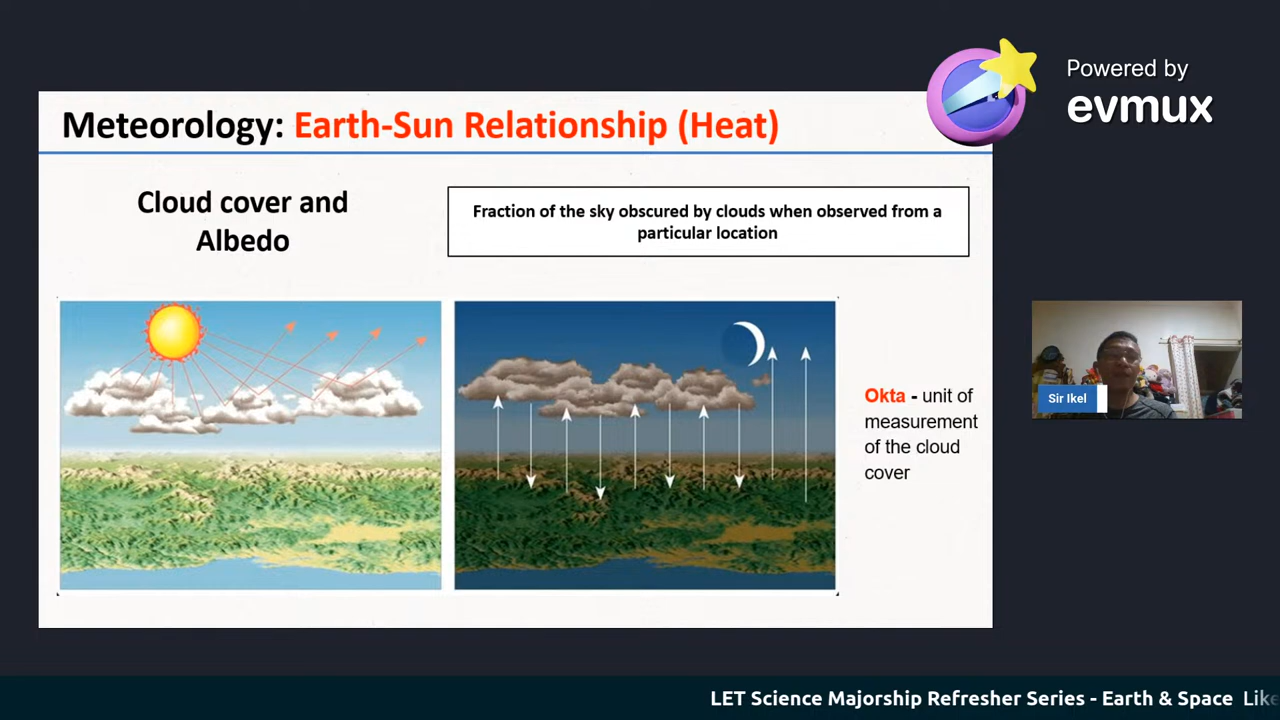 Powered by
evmux
Meteorology: Earth-Sun Relationship (Heat)
Cloud cover and
Albedo
Fraction of the sky obscured by clouds when observed from a
particular location
Okta - unit of
measurement
of the cloud
cover
Sir Ikel
LET Science Majorship Refresher Series - Earth & Space Like